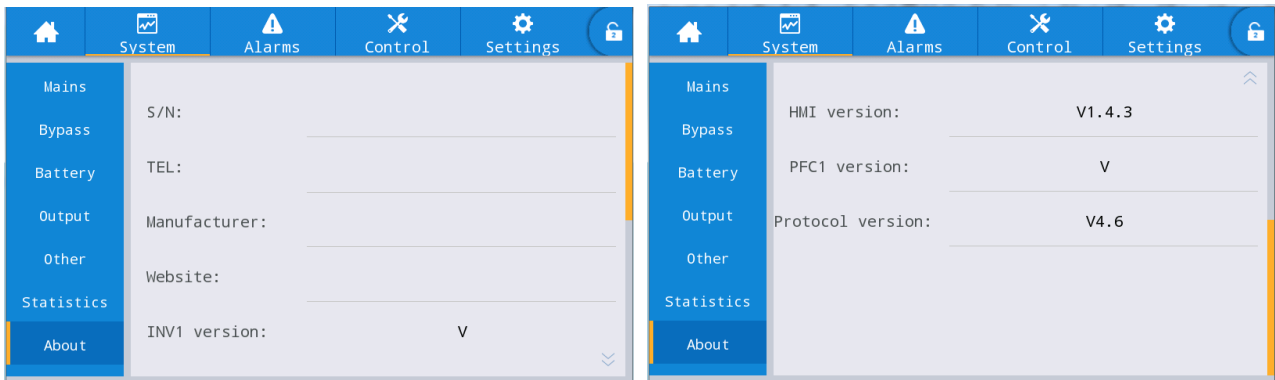 System Alarms Control Settings
2
Mains
Bypass
Battery
Output
Other
Statistics
About
S/N:
TEL:
Manufacturer:
Website:
INV1 version: V
System Alarms Control Settings
2
Mains
Bypass
Battery
Output
Other
Statistics
About
HMI version: V1.4.3
PFC1 version: V
Protocol version: V4.6